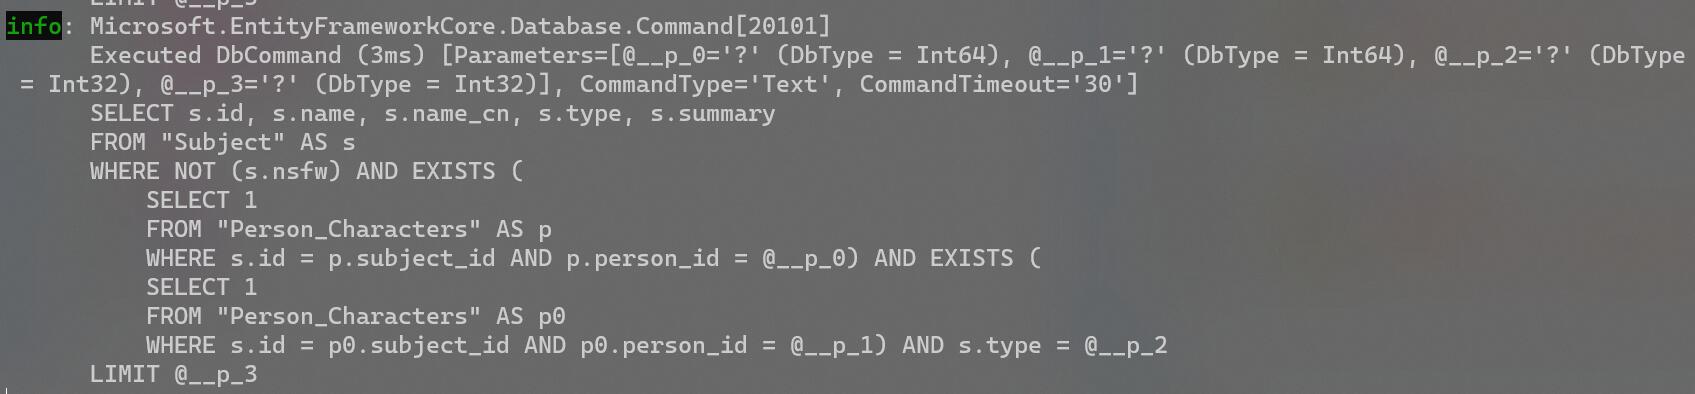 LIMIT @__p_3
info: Microsoft.EntityFrameworkCore.Database.Command[20101]
Executed DbCommand (3ms) [Parameters=[@__p_0='?' (DbType = Int64), @__p_1='?' (DbType = Int64), @__p_2='?' (DbType
= Int32), @__p_3='?' (DbType = Int32)], CommandType='Text', CommandTimeout='30']
SELECT s.id, s.name, s.name_cn, s.type, s.summary
FROM "Subject" AS s
WHERE NOT (s.nsfw) AND EXISTS (
SELECT 1
FROM "Person_Characters" AS p
WHERE s.id = p.subject_id AND p.person_id = @__p_0) AND EXISTS (
SELECT 1
FROM "Person_Characters" AS p0
WHERE s.id = p0.subject_id AND p0.person_id = @__p_1) AND s.type = @__p_2
LIMIT @__p_3